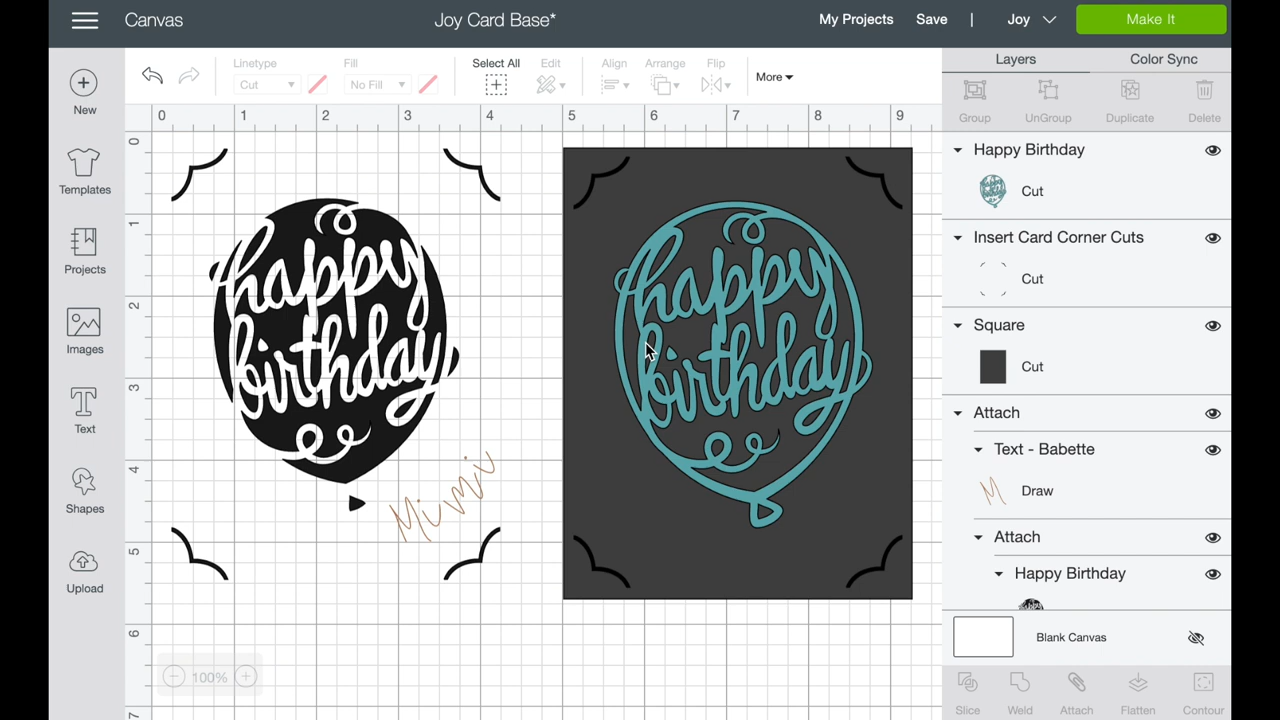 Canvas
Joy Card Base*
My Projects
Save
|
Joy
Make It
Linetype
Cut
Fill
No Fill
Select All
Edit
Align
Arrange
Flip
More
Layers
Color Sync
Group
UnGroup
Duplicate
Delete
New
Templates
Projects
Images
Text
Shapes
Upload
0 1 2 3 4 5 6 7 8 9
0
1
2
3
4
5
6
7
happy
birthday
Mimi
happy
birthday
100%
Happy Birthday
Cut
Insert Card Corner Cuts
Cut
Square
Cut
Attach
Text - Babette
Draw
Attach
Happy Birthday
Blank Canvas
Slice
Weld
Attach
Flatten
Contour